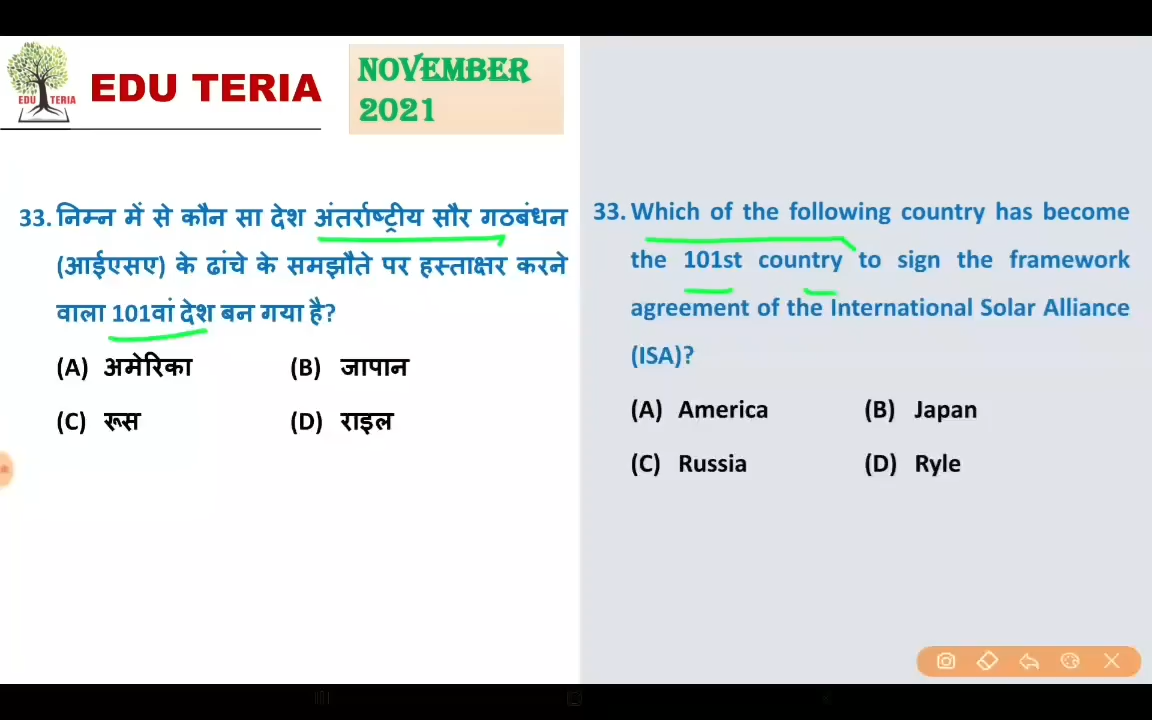 EDU TERIA
EDU TERIA
NOVEMBER
2021
33. निम्न में से कौन सा देश अंतर्राष्ट्रीय सौर गठबंधन
(आईएसए) के ढांचे के समझौते पर हस्ताक्षर करने
वाला 101वां देश बन गया है?
(A) अमेरिका (B) जापान
(C) रूस (D) राइल
33. Which of the following country has become
the 101st country to sign the framework
agreement of the International Solar Alliance
(ISA)?
(A) America (B) Japan
(C) Russia (D) Ryle